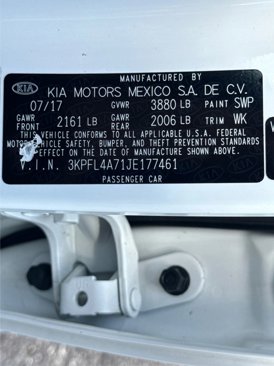 MANUFACTURED BY
KIA KIA MOTORS MEXICO S.A. DE C.V.
07/17 GVWR 3880 LB PAINT SWP
GAWR FRONT 2161 LB GAWR REAR 2006 LB TRIM WK
THIS VEHICLE CONFORMS TO ALL APPLICABLE U.S.A. FEDERAL
MOTOR VEHICLE SAFETY, BUMPER, AND THEFT PREVENTION STANDARDS
EFFECT ON THE DATE OF MANUFACTURE SHOWN ABOVE.
V.I.N. 3KPFL4A71JE177461
PASSENGER CAR